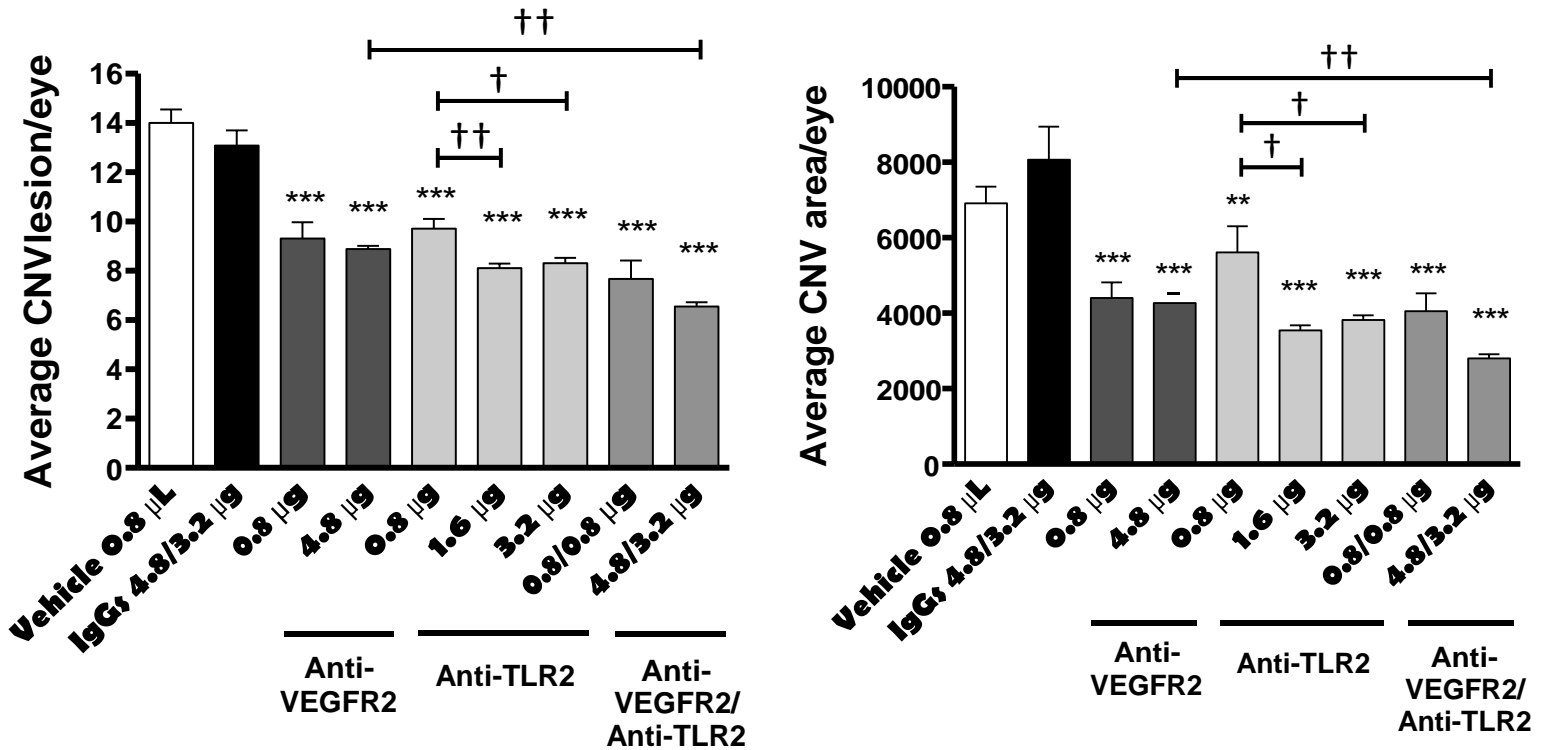 ††
†
††
***
***
***
***
***
***
***
Average CNVlesion/eye
16
14
12
10
8
6
4
2
0
Vehicle 0.8 μL
IgGs 4.8/3.2 μg
0.8 μg
4.8 μg
0.8 μg
1.6 μg
3.2 μg
0.8/0.8 μg
4.8/3.2 μg
Anti-
VEGFR2
Anti-TLR2
Anti-
VEGFR2/
Anti-TLR2
††
†
†
**
***
***
***
***
***
***
Average CNV area/eye
10000
8000
6000
4000
2000
0
Vehicle 0.8 μL
IgGs 4.8/3.2 μg
0.8 μg
4.8 μg
0.8 μg
1.6 μg
3.2 μg
0.8/0.8 μg
4.8/3.2 μg
Anti-
VEGFR2
Anti-TLR2
Anti-
VEGFR2/
Anti-TLR2